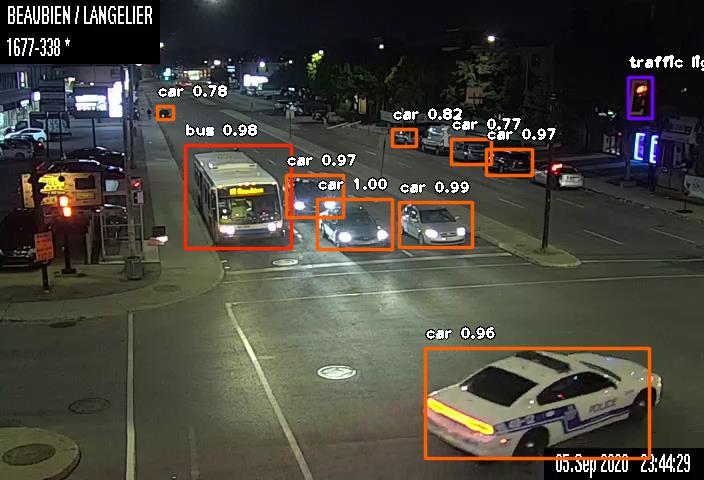 BEAUBIEN / LANGELIER
1677-338 *
traffic lig
car 0.78
car 0.82
car 0.77
car 0.97
bus 0.98
car 0.97
car 1.00
car 0.99
car 0.96
POLICE
05.Sep 2020 23:44:29